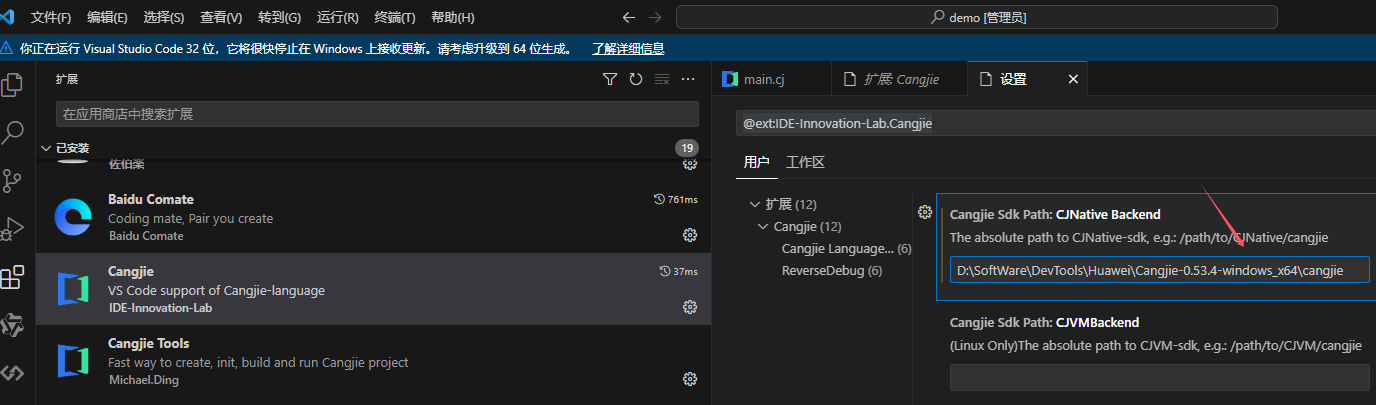 文件(F) 编辑(E) 选择(S) 查看(V) 转到(G) 运行(R) 终端(T) 帮助(H)
demo [管理员]
你正在运行 Visual Studio Code 32 位，它将很快停止在 Windows 上接收更新。请考虑升级到 64 位生成。 了解详细信息
扩展
在应用商店中搜索扩展
已安装
19
佐伯栞
Baidu Comate
761ms
Coding mate, Pair you create
Baidu Comate
Cangjie
37ms
VS Code support of Cangjie-language
IDE-Innovation-Lab
Cangjie Tools
Fast way to create, init, build and run Cangjie project
Michael.Ding
main.cj
扩展: Cangjie
设置
@ext:IDE-Innovation-Lab.Cangjie
用户 工作区
扩展 (12)
Cangjie (12)
Cangjie Language... (6)
ReverseDebug (6)
Cangjie Sdk Path: CJNative Backend
The absolute path to CJNative-sdk, e.g.: /path/to/CJNative/cangjie
D:\SoftWare\DevTools\Huawei\Cangjie-0.53.4-windows_x64\cangjie
Cangjie Sdk Path: CJVMBackend
(Linux Only)The absolute path to CJVM-sdk, e.g.: /path/to/CJVM/cangjie